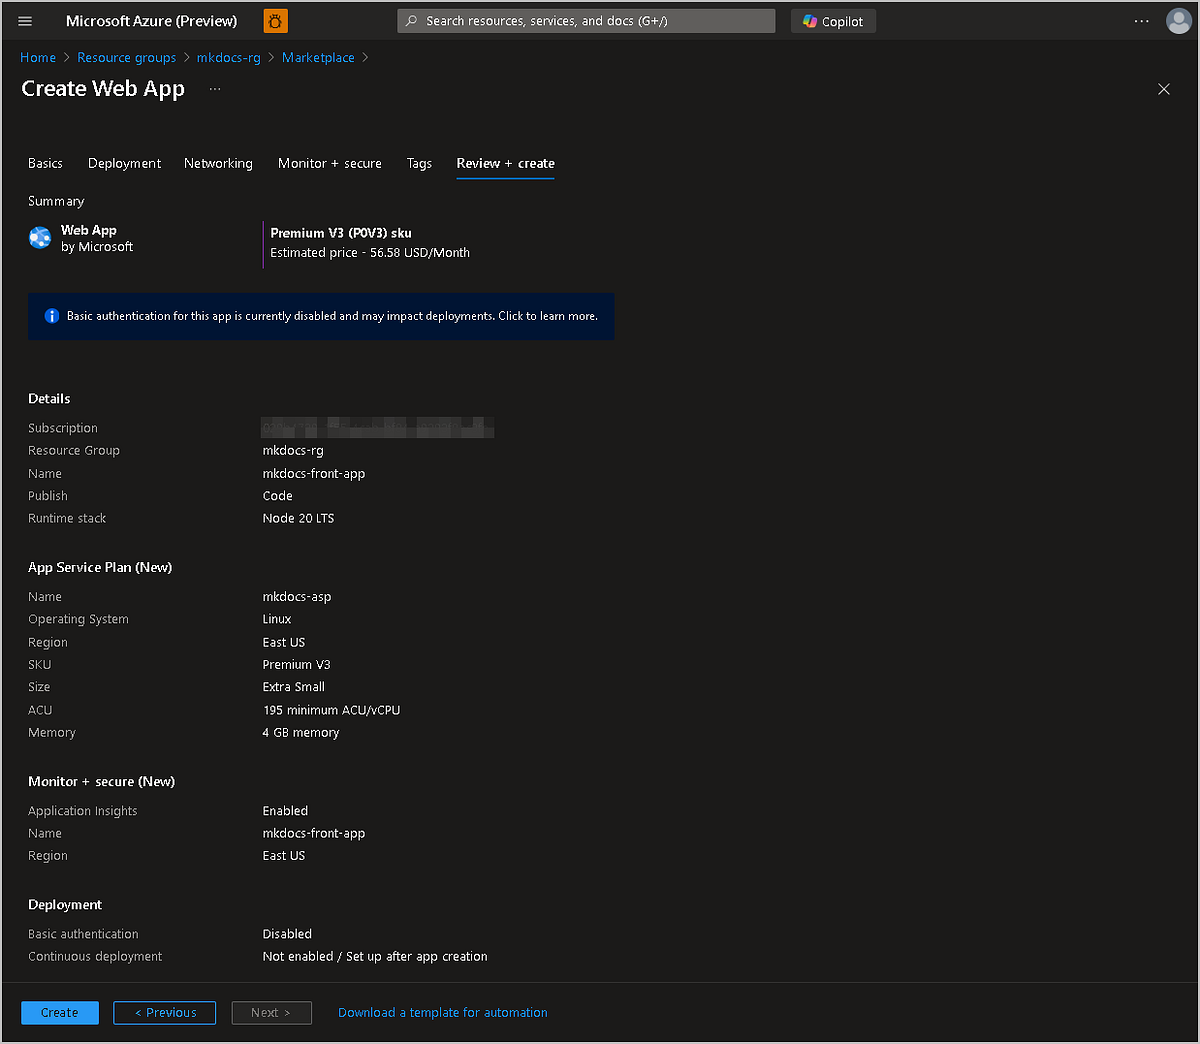 Microsoft Azure (Preview)
Search resources, services, and docs (G+/)
Copilot
Home > Resource groups > mkdocs-rg > Marketplace >
Create Web App ...
Basics Deployment Networking Monitor + secure Tags Review + create
Summary
Web App
by Microsoft
Premium V3 (P0V3) sku
Estimated price - 56.58 USD/Month
Basic authentication for this app is currently disabled and may impact deployments. Click to learn more.
Details
Subscription
Resource Group mkdocs-rg
Name mkdocs-front-app
Publish Code
Runtime stack Node 20 LTS
App Service Plan (New)
Name mkdocs-asp
Operating System Linux
Region East US
SKU Premium V3
Size Extra Small
ACU 195 minimum ACU/vCPU
Memory 4 GB memory
Monitor + secure (New)
Application Insights Enabled
Name mkdocs-front-app
Region East US
Deployment
Basic authentication Disabled
Continuous deployment Not enabled / Set up after app creation
Create < Previous Next > Download a template for automation